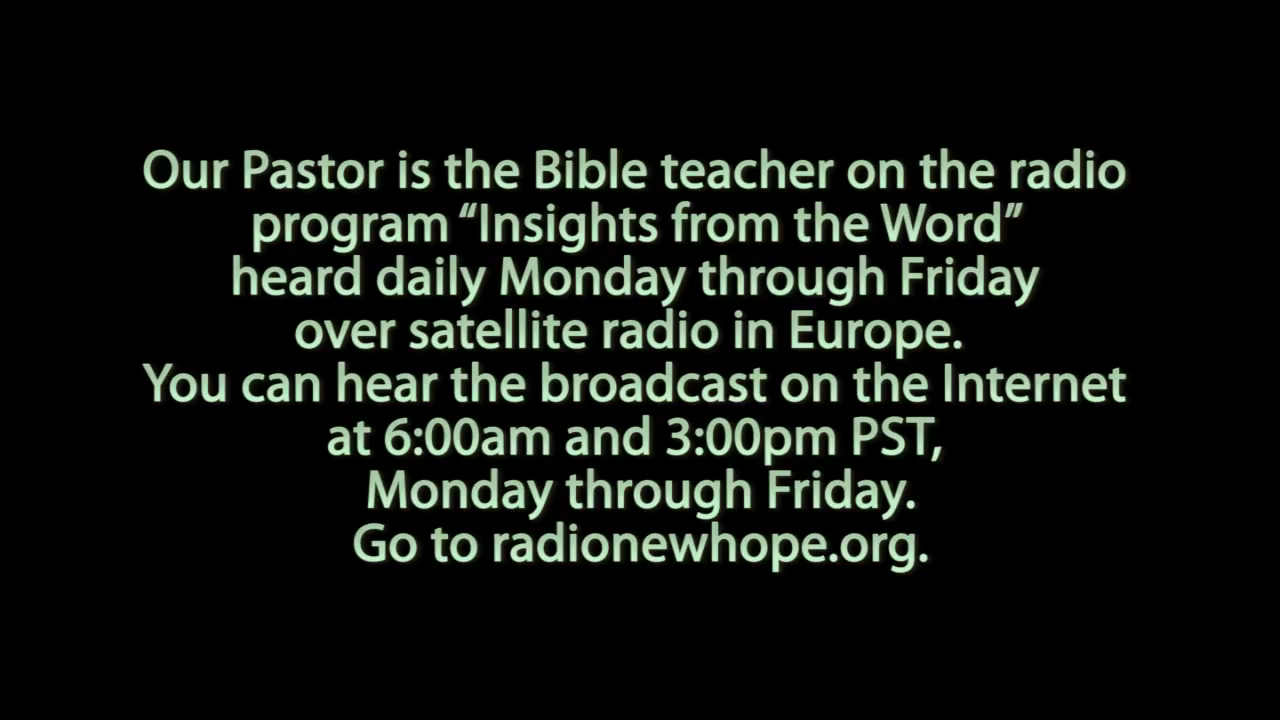 Our Pastor is the Bible teacher on the radio
program “Insights from the Word”
heard daily Monday through Friday
over satellite radio in Europe.
You can hear the broadcast on the Internet
at 6:00am and 3:00pm PST,
Monday through Friday.
Go to radionewhope.org.